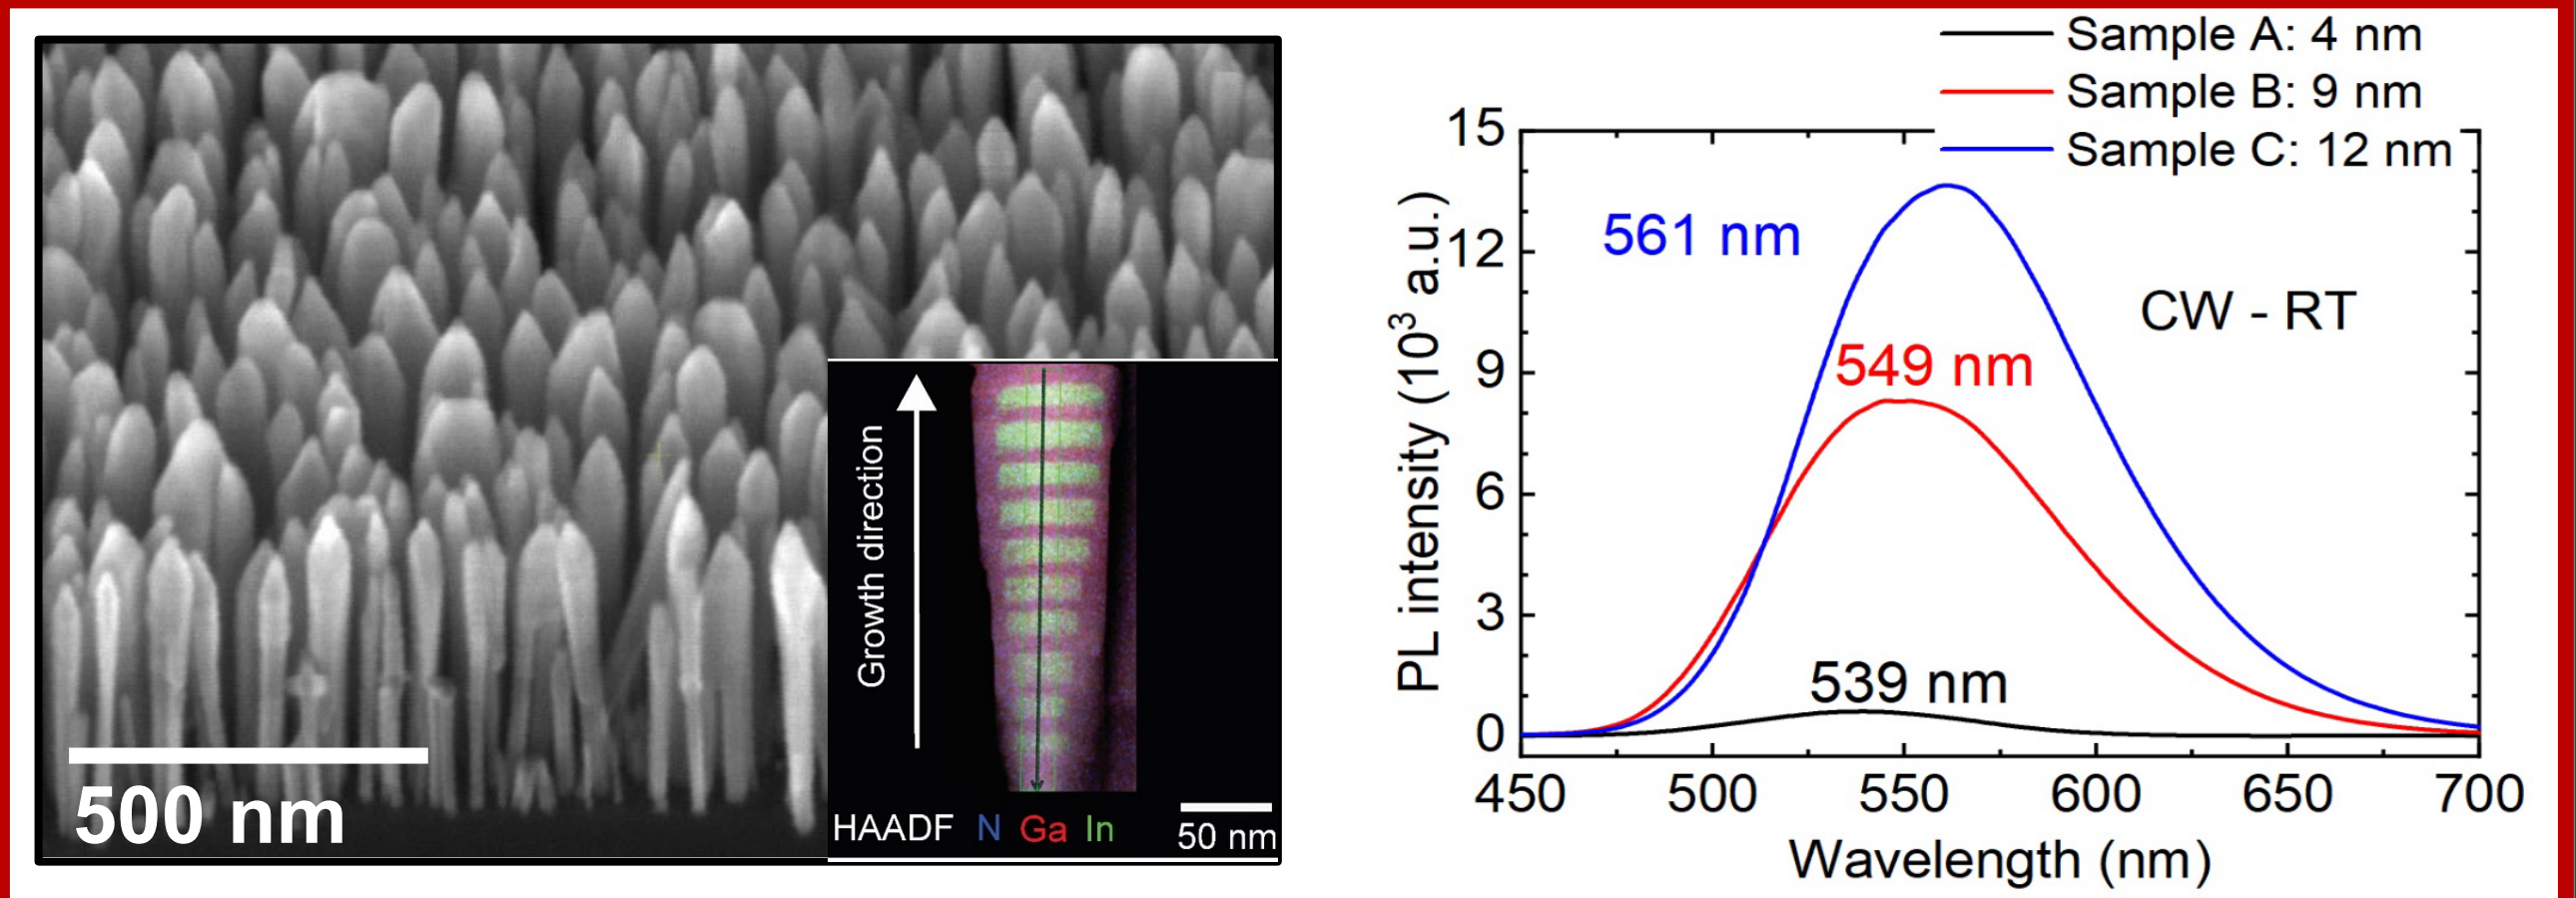 500 nm
Growth direction
HAADF N Ga In
50 nm
Sample A: 4 nm
Sample B: 9 nm
Sample C: 12 nm
561 nm
549 nm
539 nm
CW - RT
PL intensity (10³ a.u.)
15
12
9
6
3
0
450 500 550 600 650 700
Wavelength (nm)